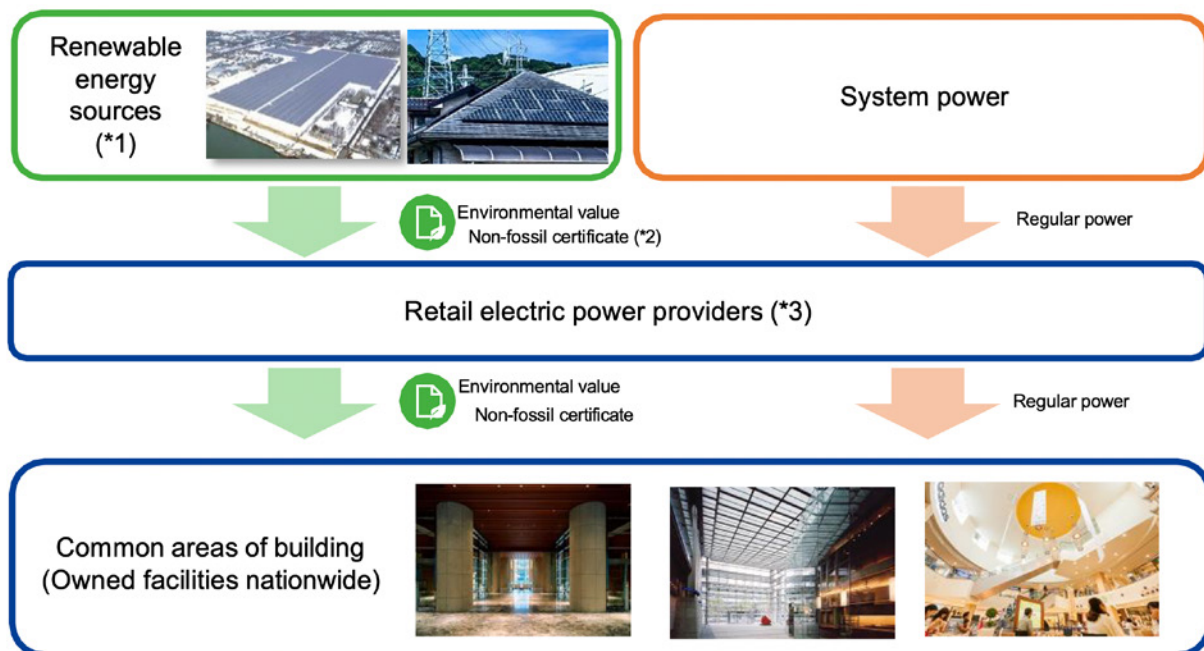 Renewable
energy
sources
(*1)
System power
Environmental value
Non-fossil certificate (*2)
Regular power
Retail electric power providers (*3)
Environmental value
Non-fossil certificate
Regular power
Common areas of building
(Owned facilities nationwide)